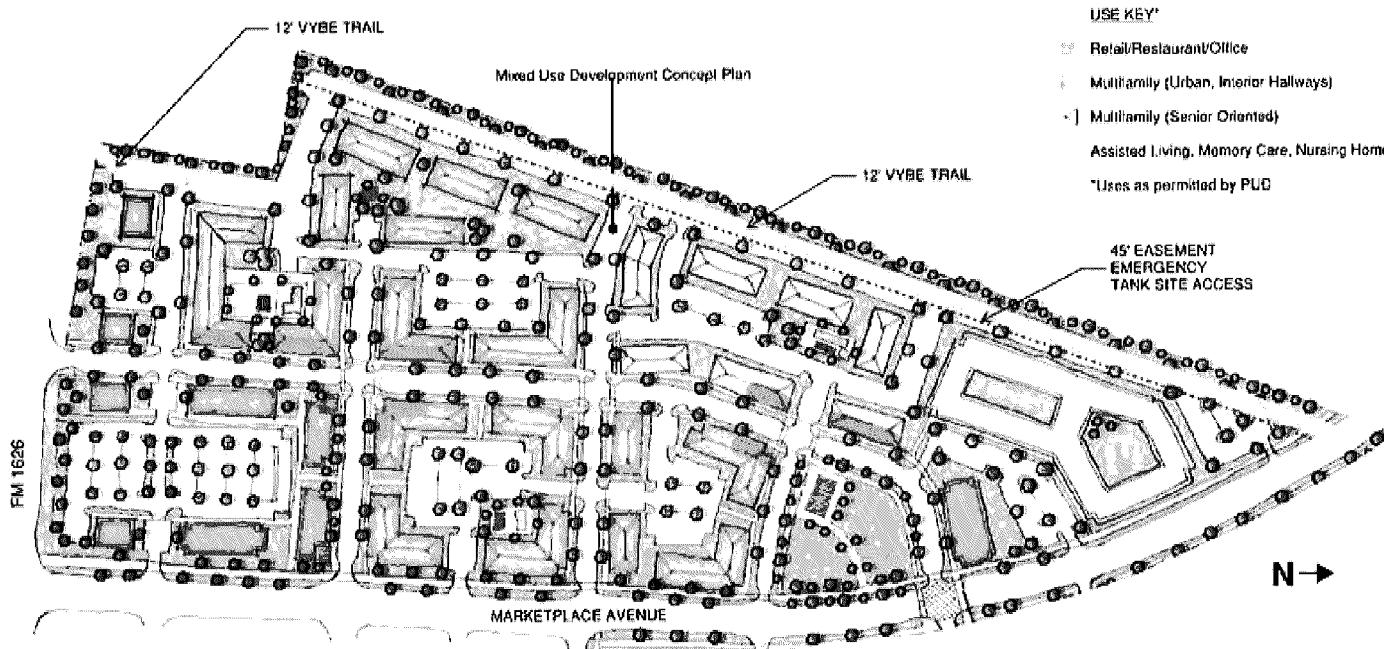 12' VYBE TRAIL
Mixed Use Development Concept Plan
USE KEY*
Retail/Restaurant/Office
Multifamily (Urban, Interior Hallways)
Multifamily (Senior Oriented)
Assisted Living, Memory Care, Nursing Home
*Uses as permitted by PUD
12' VYBE TRAIL
45' EASEMENT
EMERGENCY
TANK SITE ACCESS
FM 1626
N
MARKETPLACE AVENUE